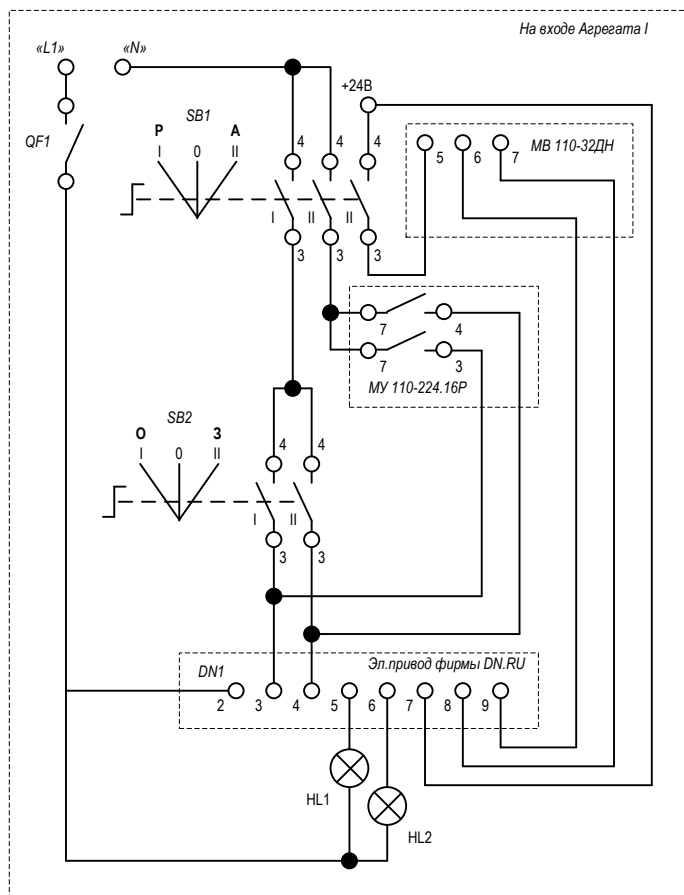 На входе Агрегата I
«L1»
«N»
+24В
SB1
P
A
I
0
II
QF1
4
4
4
МВ 110-32ДН
5
6
7
I
II
II
3
3
3
7
4
7
3
МУ 110-224.16Р
SB2
О
З
I
0
II
4
4
I
II
3
3
DN1
Эл.привод фирмы DN.RU
2
3
4
5
6
7
8
9
HL1
HL2